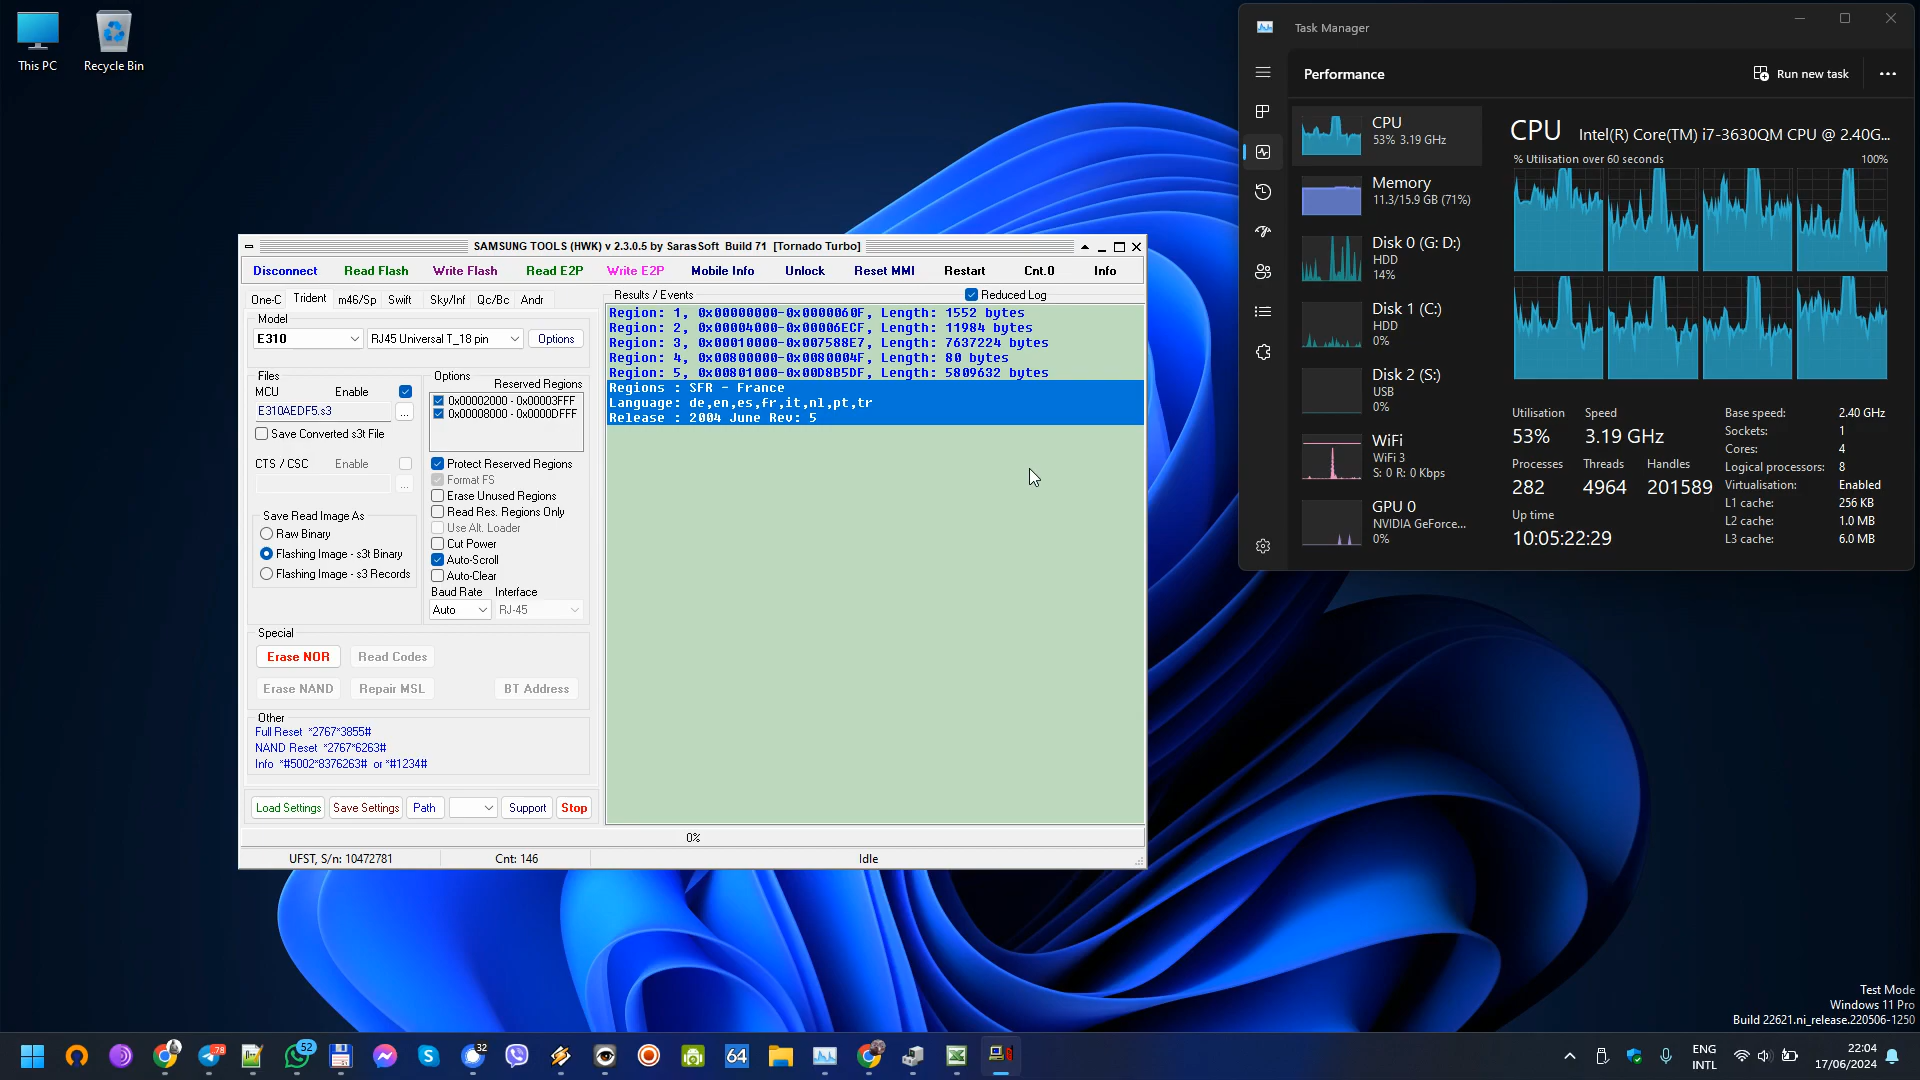 This PC
Recycle Bin
SAMSUNG TOOLS (HWK) v 2.3.0.5 by SarasSoft Build 71 [Tornado Turbo]
Disconnect Read Flash Write Flash Read E2P Write E2P Mobile Info Unlock Reset MMI Restart Cnt.0 Info
One-C Trident m46/Sp Swift Sky/Inf Qc/Bc Andr
Model
E310 RJ45 Universal T_18 pin Options
Files
MCU Enable
E310AEDF5.s3 ...
Save Converted s3t File
CTS / CSC Enable
...
Save Read Image As
Raw Binary
Flashing Image - s3t Binary
Flashing Image - s3 Records
Options
Reserved Regions
0x00002000 - 0x00003FFF
0x00008000 - 0x0000DFFF
Protect Reserved Regions
Format FS
Erase Unused Regions
Read Res. Regions Only
Use Alt. Loader
Cut Power
Auto-Scroll
Auto-Clear
Baud Rate Interface
Auto RJ-45
Special
Erase NOR Read Codes
Erase NAND Repair MSL BT Address
Other
Full Reset *2767*3855#
NAND Reset *2767*6263#
Info *#5002*8376263# or *#1234#
Load Settings Save Settings Path Support Stop
Results / Events Reduced Log
Region: 1, 0x00000000-0x0000060F, Length: 1552 bytes
Region: 2, 0x00004000-0x00006ECF, Length: 11984 bytes
Region: 3, 0x00010000-0x007588E7, Length: 7637224 bytes
Region: 4, 0x00800000-0x0080004F, Length: 80 bytes
Region: 5, 0x00801000-0x00D8B5DF, Length: 5809632 bytes
Regions : SFR - France
Language: de,en,es,fr,it,nl,pt,tr
Release : 2004 June Rev: 5
0%
UFST, S/n: 10472781 Cnt: 146 Idle
Task Manager
Performance Run new task
CPU
53% 3.19 GHz
Memory
11.3/15.9 GB (71%)
Disk 0 (G: D:)
HDD
14%
Disk 1 (C:)
HDD
0%
Disk 2 (S:)
USB
0%
WiFi
WiFi 3
S: 0 R: 0 Kbps
GPU 0
NVIDIA GeForce...
0%
CPU Intel(R) Core(TM) i7-3630QM CPU @ 2.40G...
% Utilisation over 60 seconds 100%
Utilisation Speed
53% 3.19 GHz
Processes Threads Handles
282 4964 201589
Up time
10:05:22:29
Base speed: 2.40 GHz
Sockets: 1
Cores: 4
Logical processors: 8
Virtualisation: Enabled
L1 cache: 256 KB
L2 cache: 1.0 MB
L3 cache: 6.0 MB
Test Mode
Windows 11 Pro
Build 22621.ni_release.220506-1250
78
52
32
64
ENG
INTL
22:04
17/06/2024